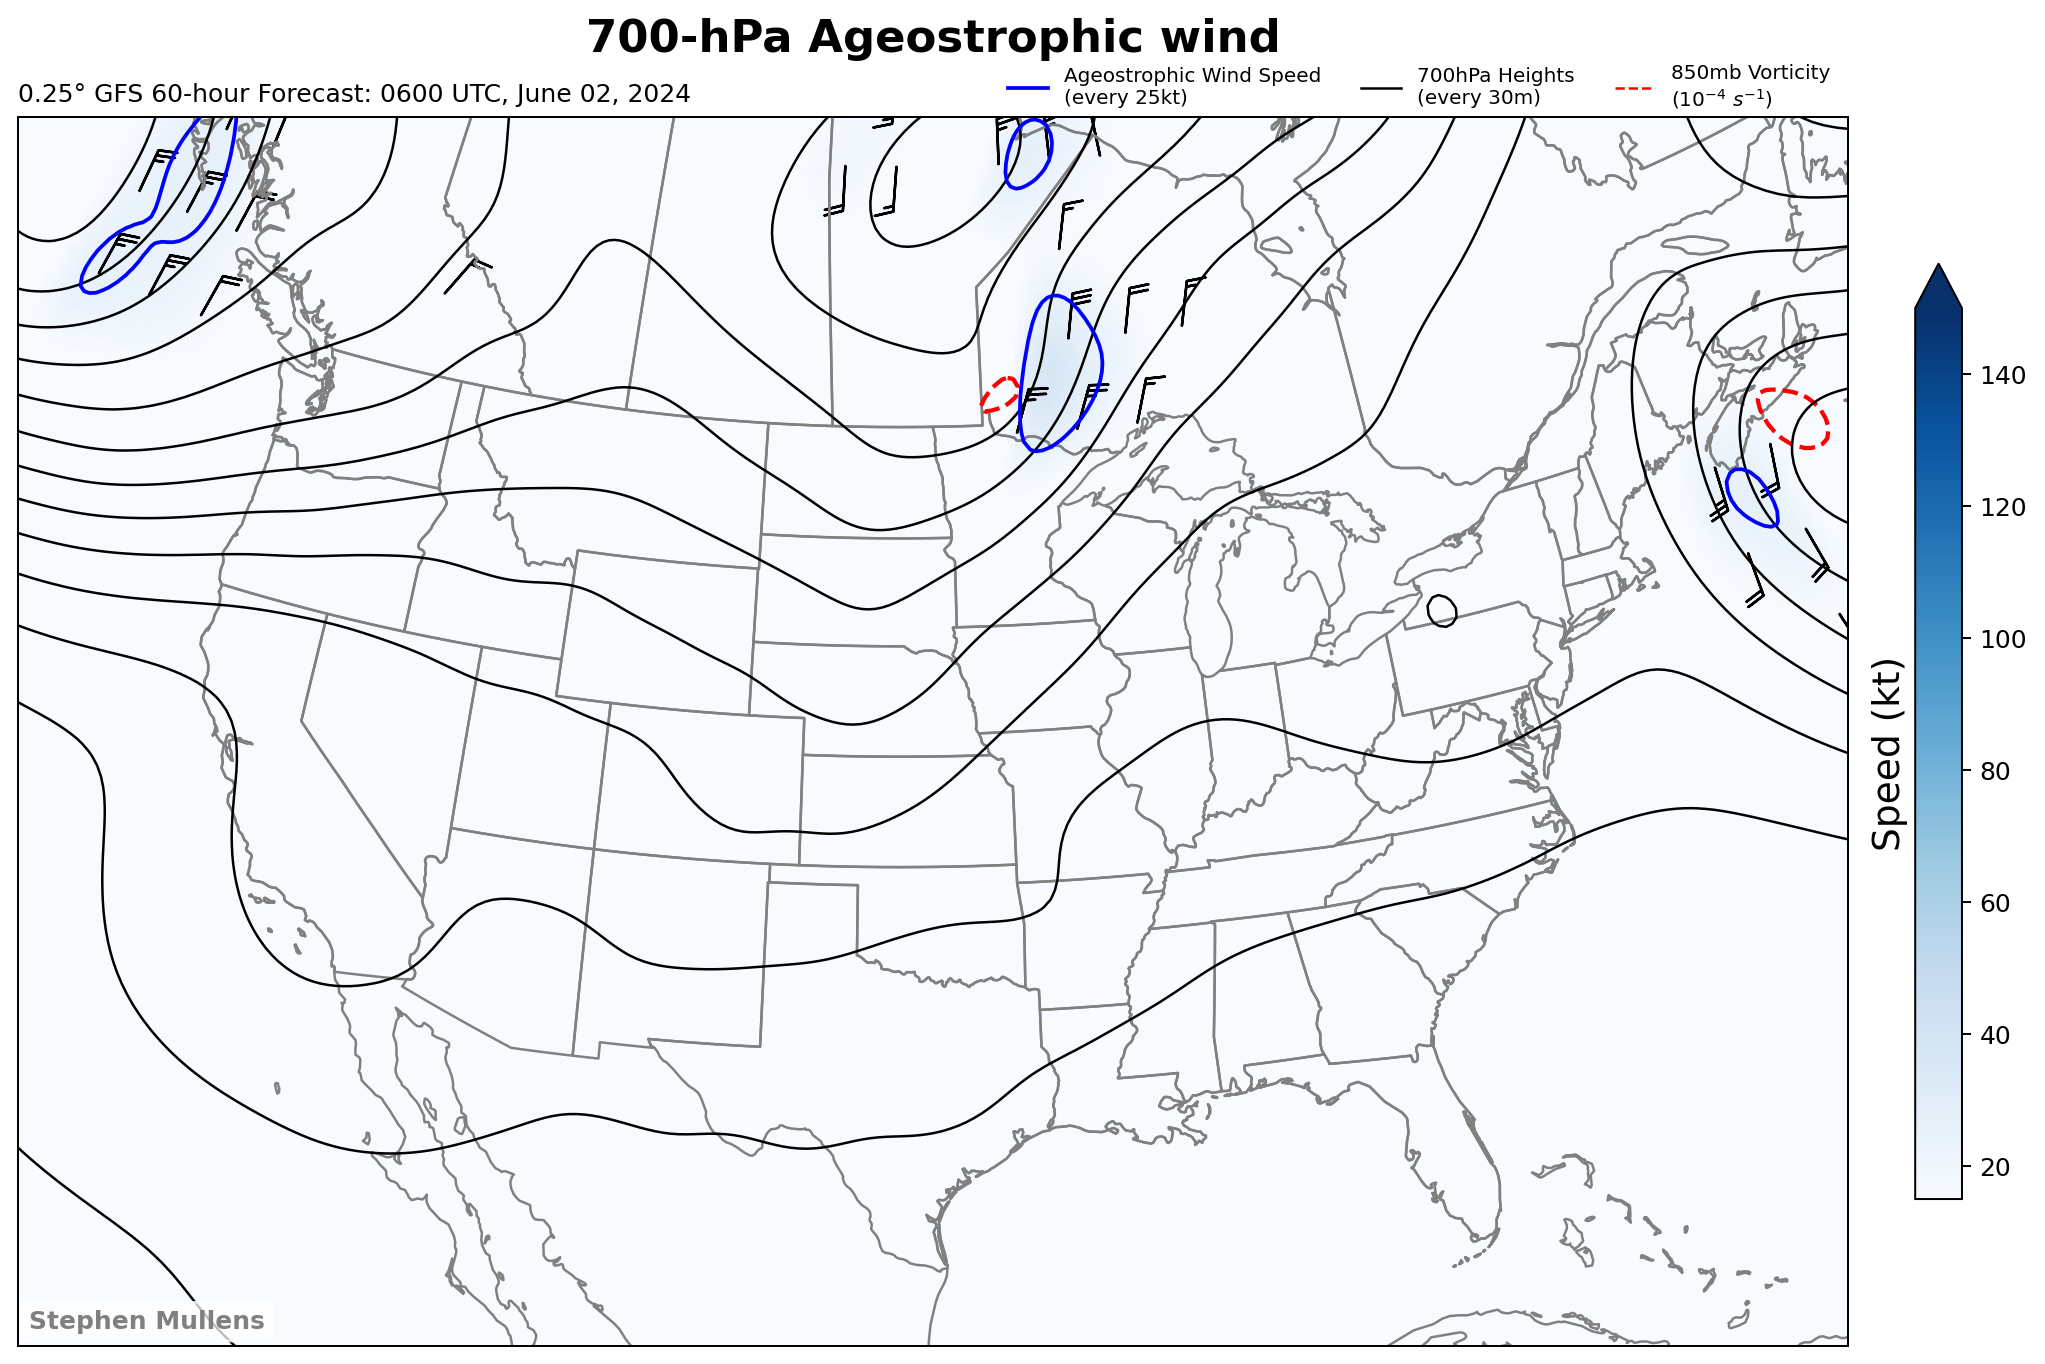 700-hPa Ageostrophic wind
0.25° GFS 60-hour Forecast: 0600 UTC, June 02, 2024
Ageostrophic Wind Speed
(every 25kt)
700hPa Heights
(every 30m)
850mb Vorticity
(10⁻⁴ s⁻¹)
140
120
100
80
60
40
20
Speed (kt)
Stephen Mullens